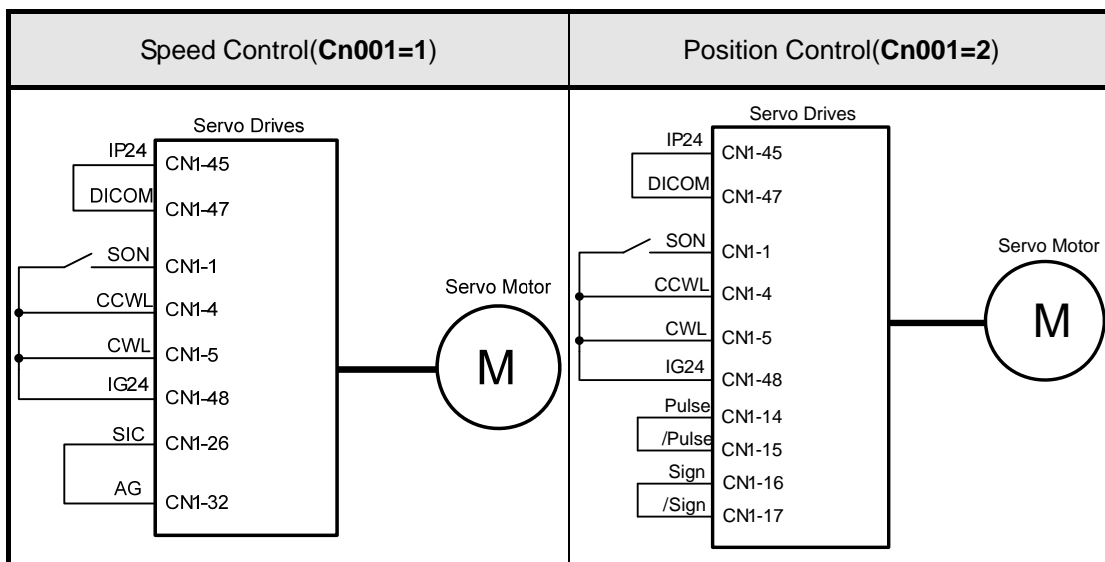 Speed Control(Cn001=1)
Position Control(Cn001=2)
Servo Drives
IP24 CN1-45
DICOM CN1-47
SON CN1-1
CCWL CN1-4
CWL CN1-5
IG24 CN1-48
SIC CN1-26
AG CN1-32
Servo Motor
M
Servo Drives
IP24 CN1-45
DICOM CN1-47
SON CN1-1
CCWL CN1-4
CWL CN1-5
IG24 CN1-48
Pulse CN1-14
/Pulse CN1-15
Sign CN1-16
/Sign CN1-17
Servo Motor
M